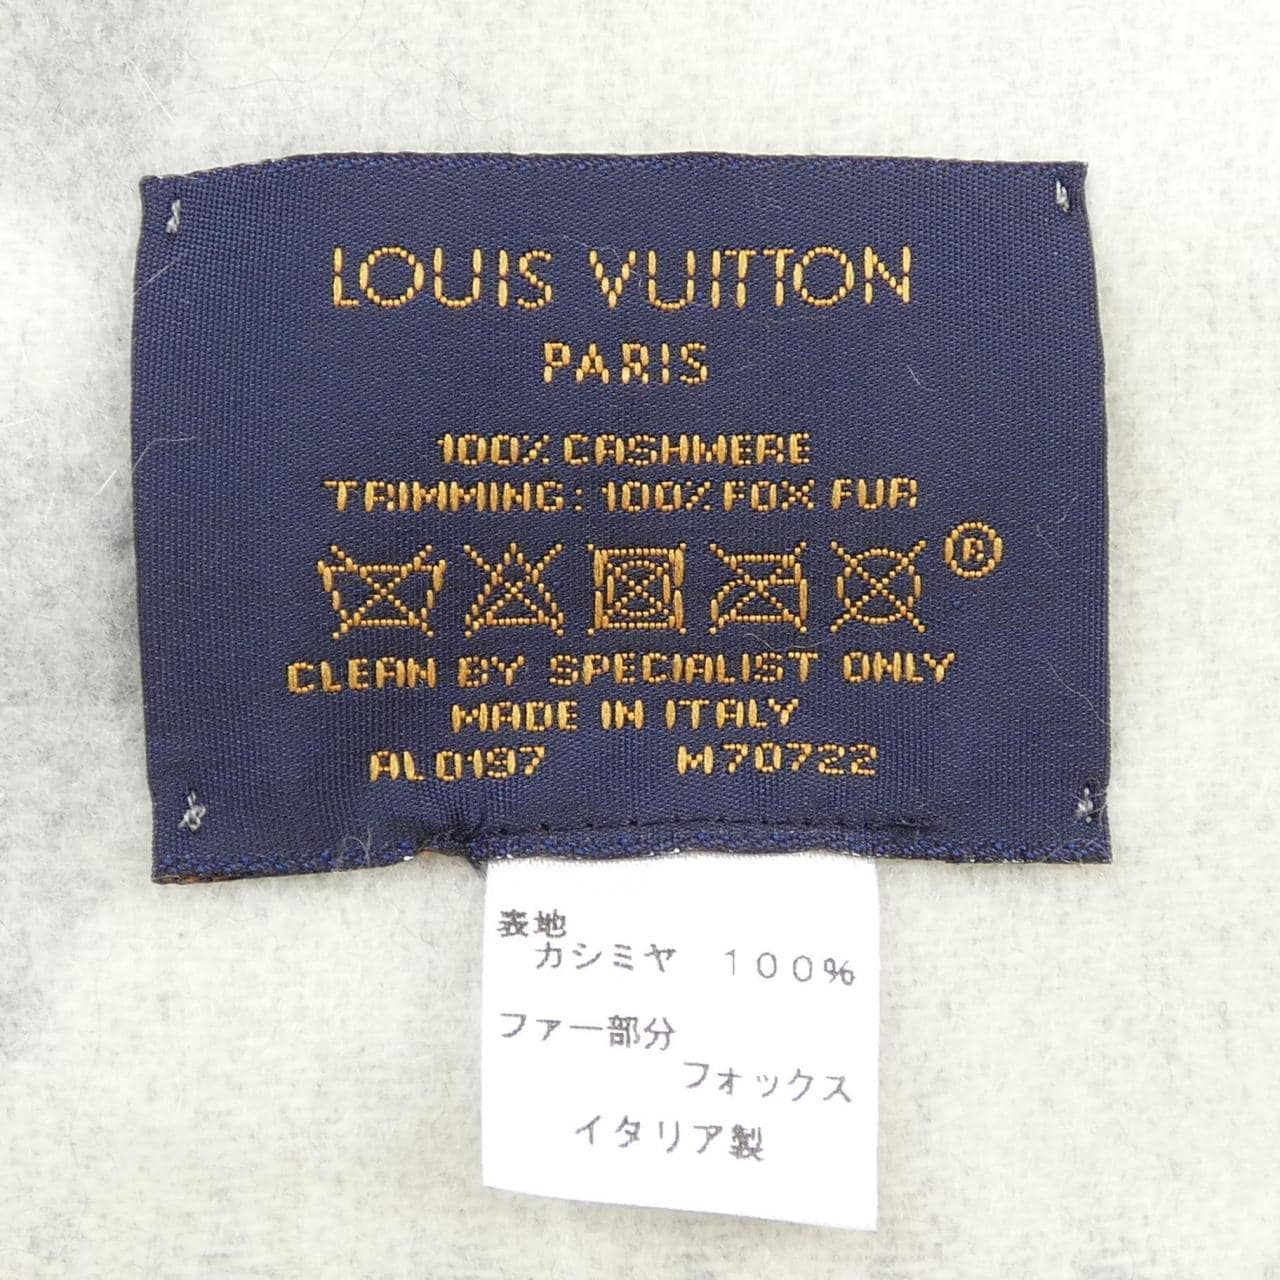 LOUIS VUITTON
PARIS
100% CASHMERE
TRIMMING: 100% FOX FUR
®
CLEAN BY SPECIALIST ONLY
MADE IN ITALY
AL0197 M70722
表地
カシミヤ 100%
ファー部分
フォックス
イタリア製